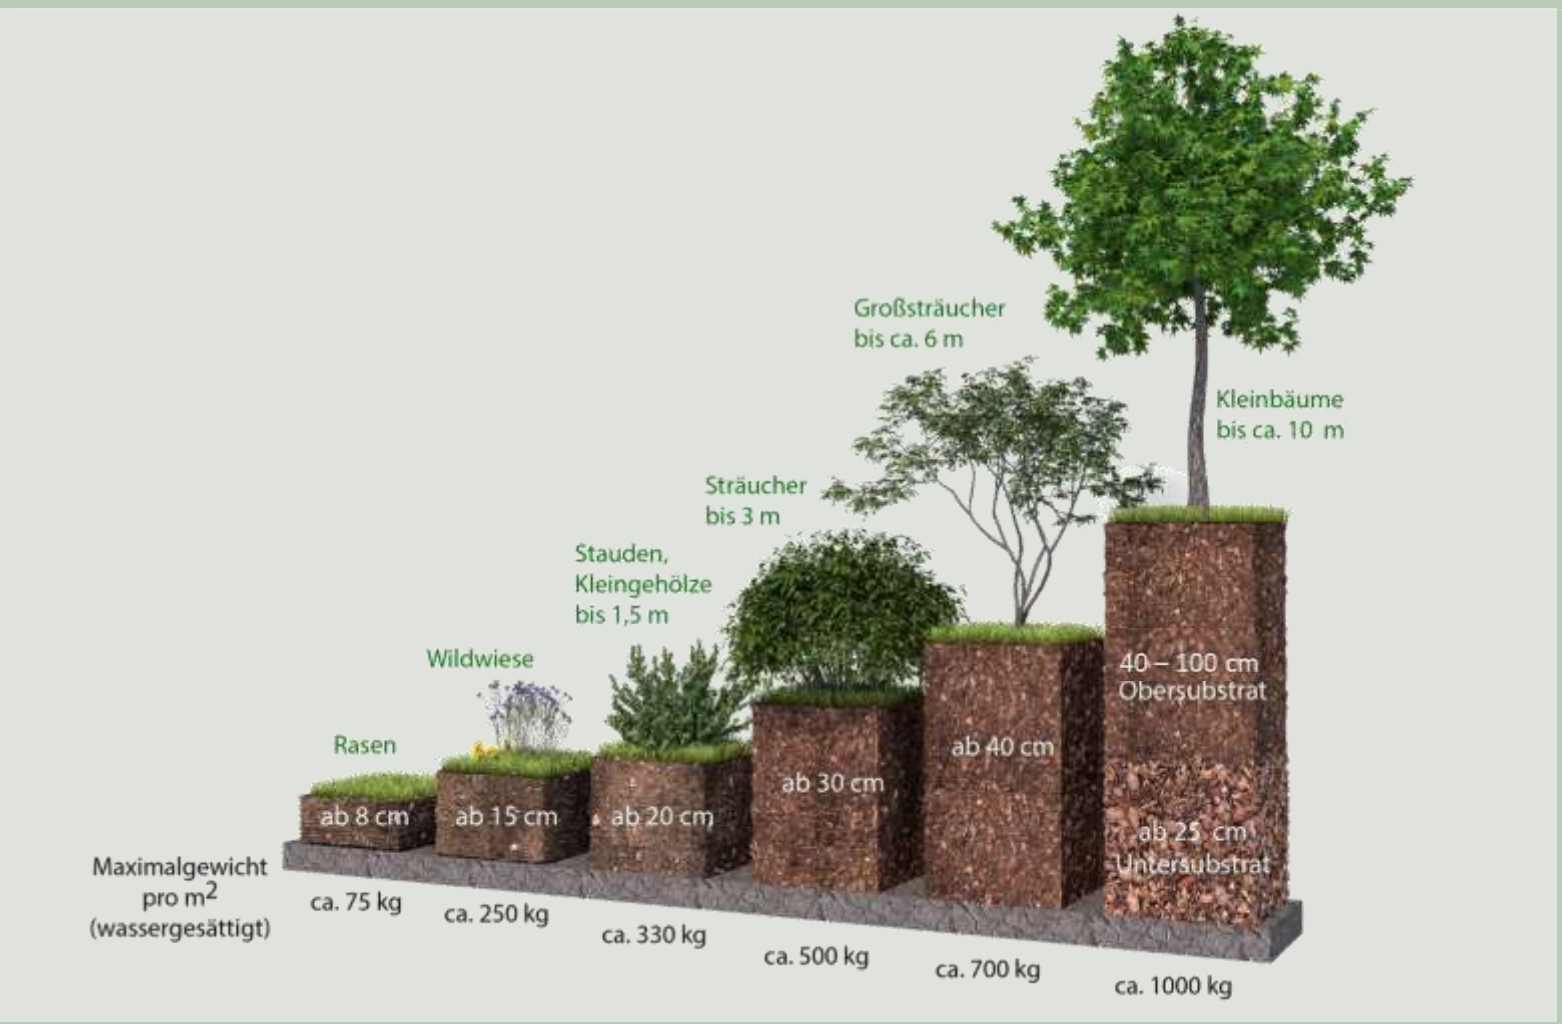 Großsträucher
bis ca. 6 m
Kleinbäume
bis ca. 10 m
Sträucher
bis 3 m
Stauden,
Kleingehölze
bis 1,5 m
Wildwiese
Rasen
40 – 100 cm
Obersubstrat
ab 40 cm
ab 30 cm
ab 8 cm
ab 15 cm
ab 20 cm
ab 25 cm
Untersubstrat
Maximalgewicht
pro m²
(wassergesättigt)
ca. 75 kg
ca. 250 kg
ca. 330 kg
ca. 500 kg
ca. 700 kg
ca. 1000 kg